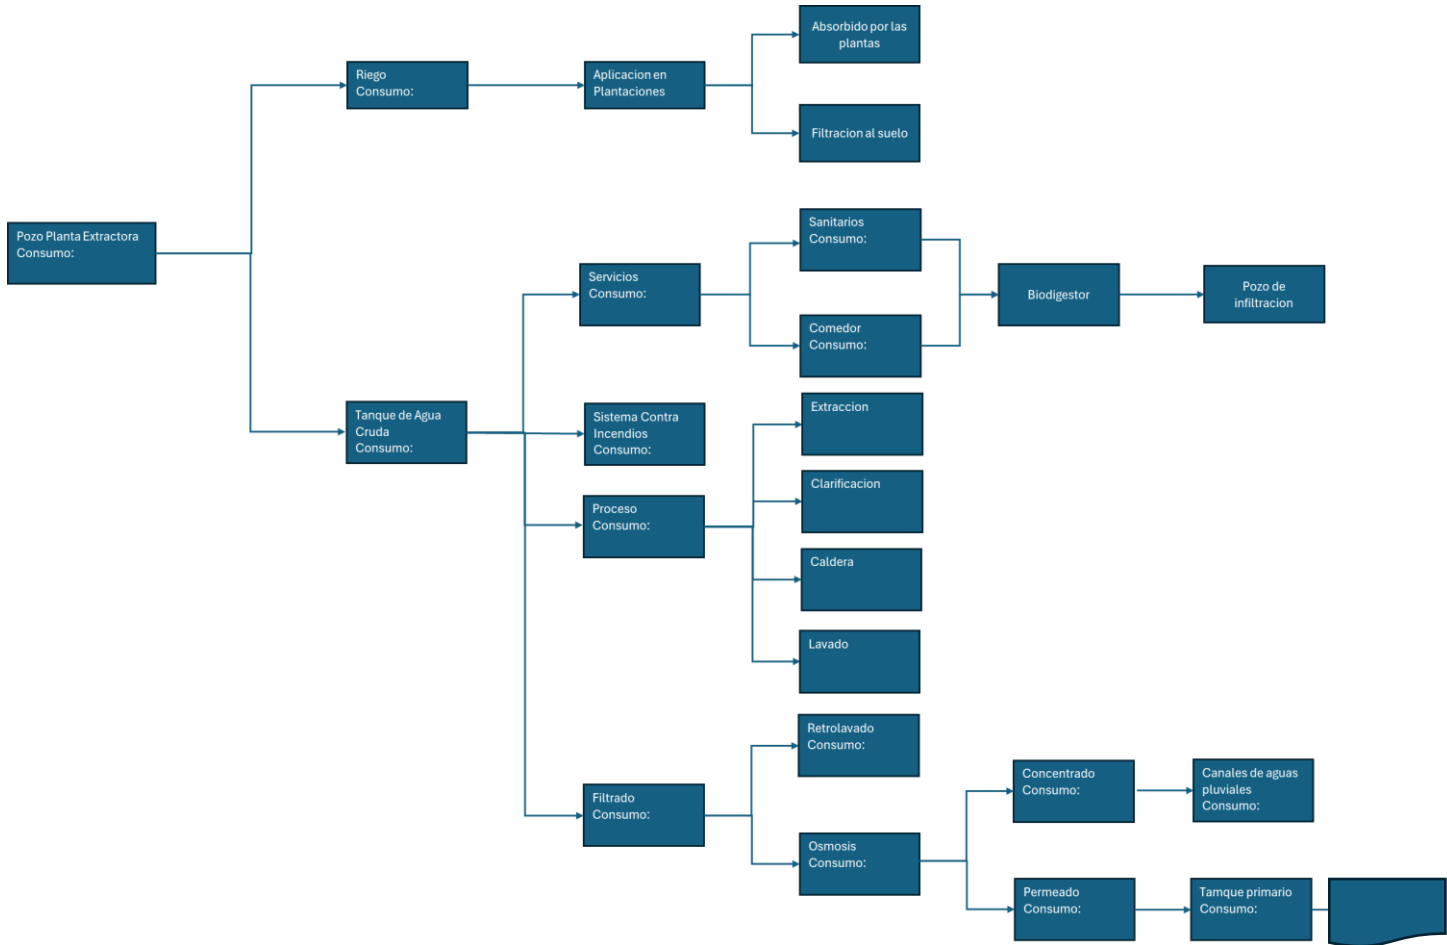 Absorbido por las
plantas
Riego
Consumo:
Aplicacion en
Plantaciones
Filtracion al suelo
Pozo Planta Extractora
Consumo:
Sanitarios
Consumo:
Servicios
Consumo:
Biodigestor
Pozo de
infiltracion
Comedor
Consumo:
Tanque de Agua
Cruda
Consumo:
Sistema Contra
Incendios
Consumo:
Extraccion
Clarificacion
Proceso
Consumo:
Caldera
Lavado
Retrolavado
Consumo:
Filtrado
Consumo:
Concentrado
Consumo:
Canales de aguas
pluviales
Consumo:
Osmosis
Consumo:
Permeado
Consumo:
Tamque primario
Consumo: